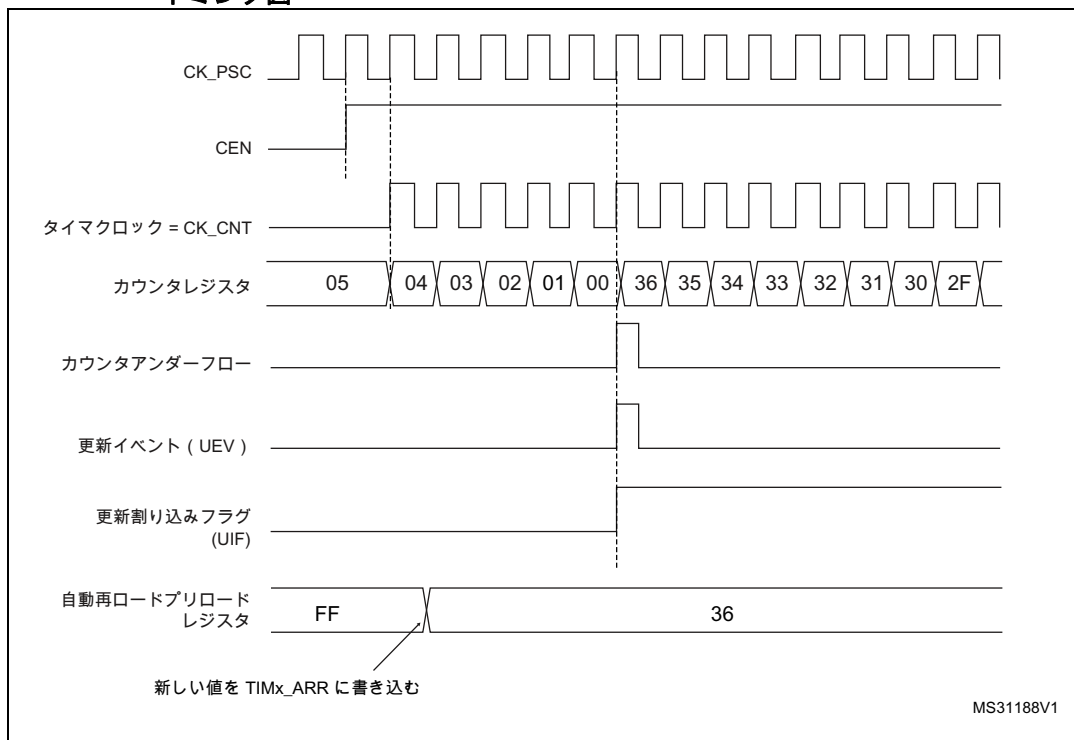 CK_PSC
CEN
タイマクロック = CK_CNT
カウンタレジスタ 05 04 03 02 01 00 36 35 34 33 32 31 30 2F
カウンタアンダーフロー
更新イベント ( UEV )
更新割り込みフラグ
(UIF)
自動再ロードプリロード
レジスタ
FF 36
新しい値を TIMx_ARR に書き込む
MS31188V1